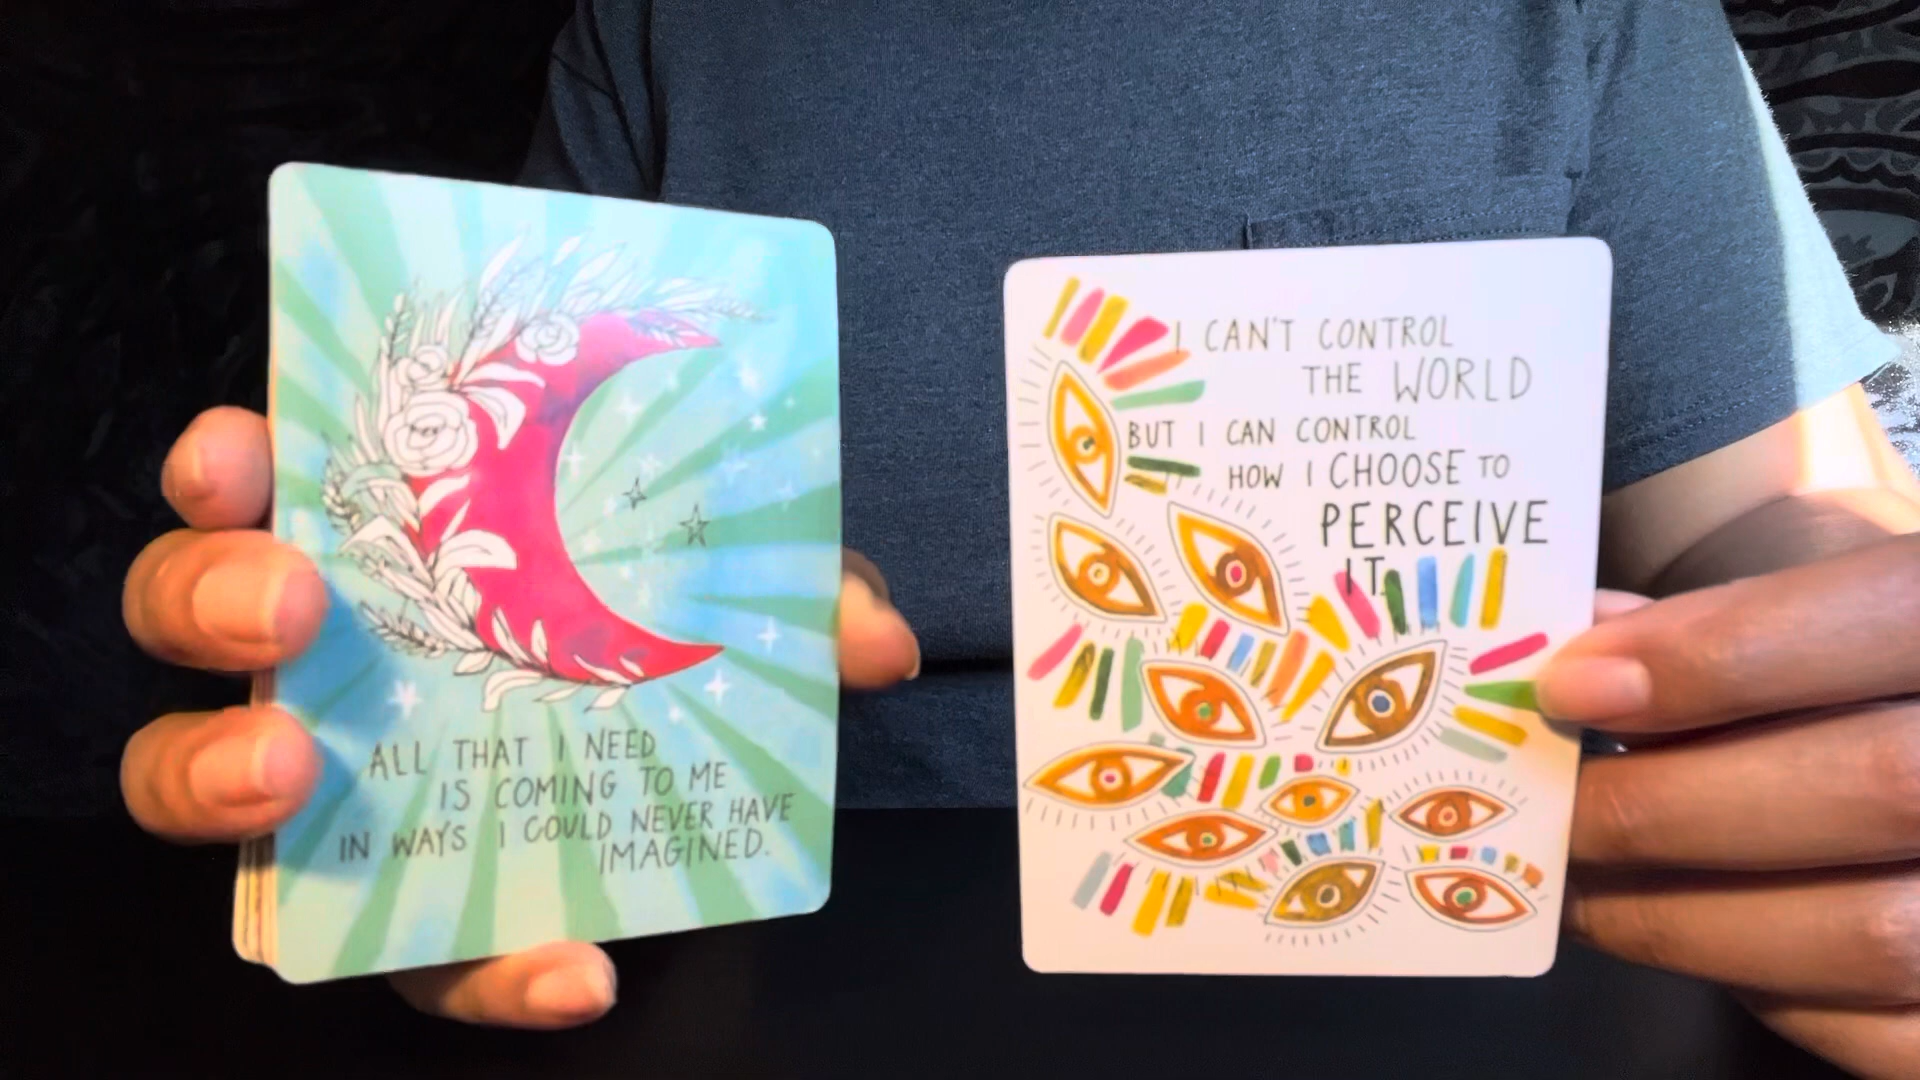 ALL THAT I NEED
IS COMING TO ME
IN WAYS I COULD NEVER HAVE
IMAGINED.
I CAN'T CONTROL
THE WORLD
BUT I CAN CONTROL
HOW I CHOOSE TO
PERCEIVE
IT.